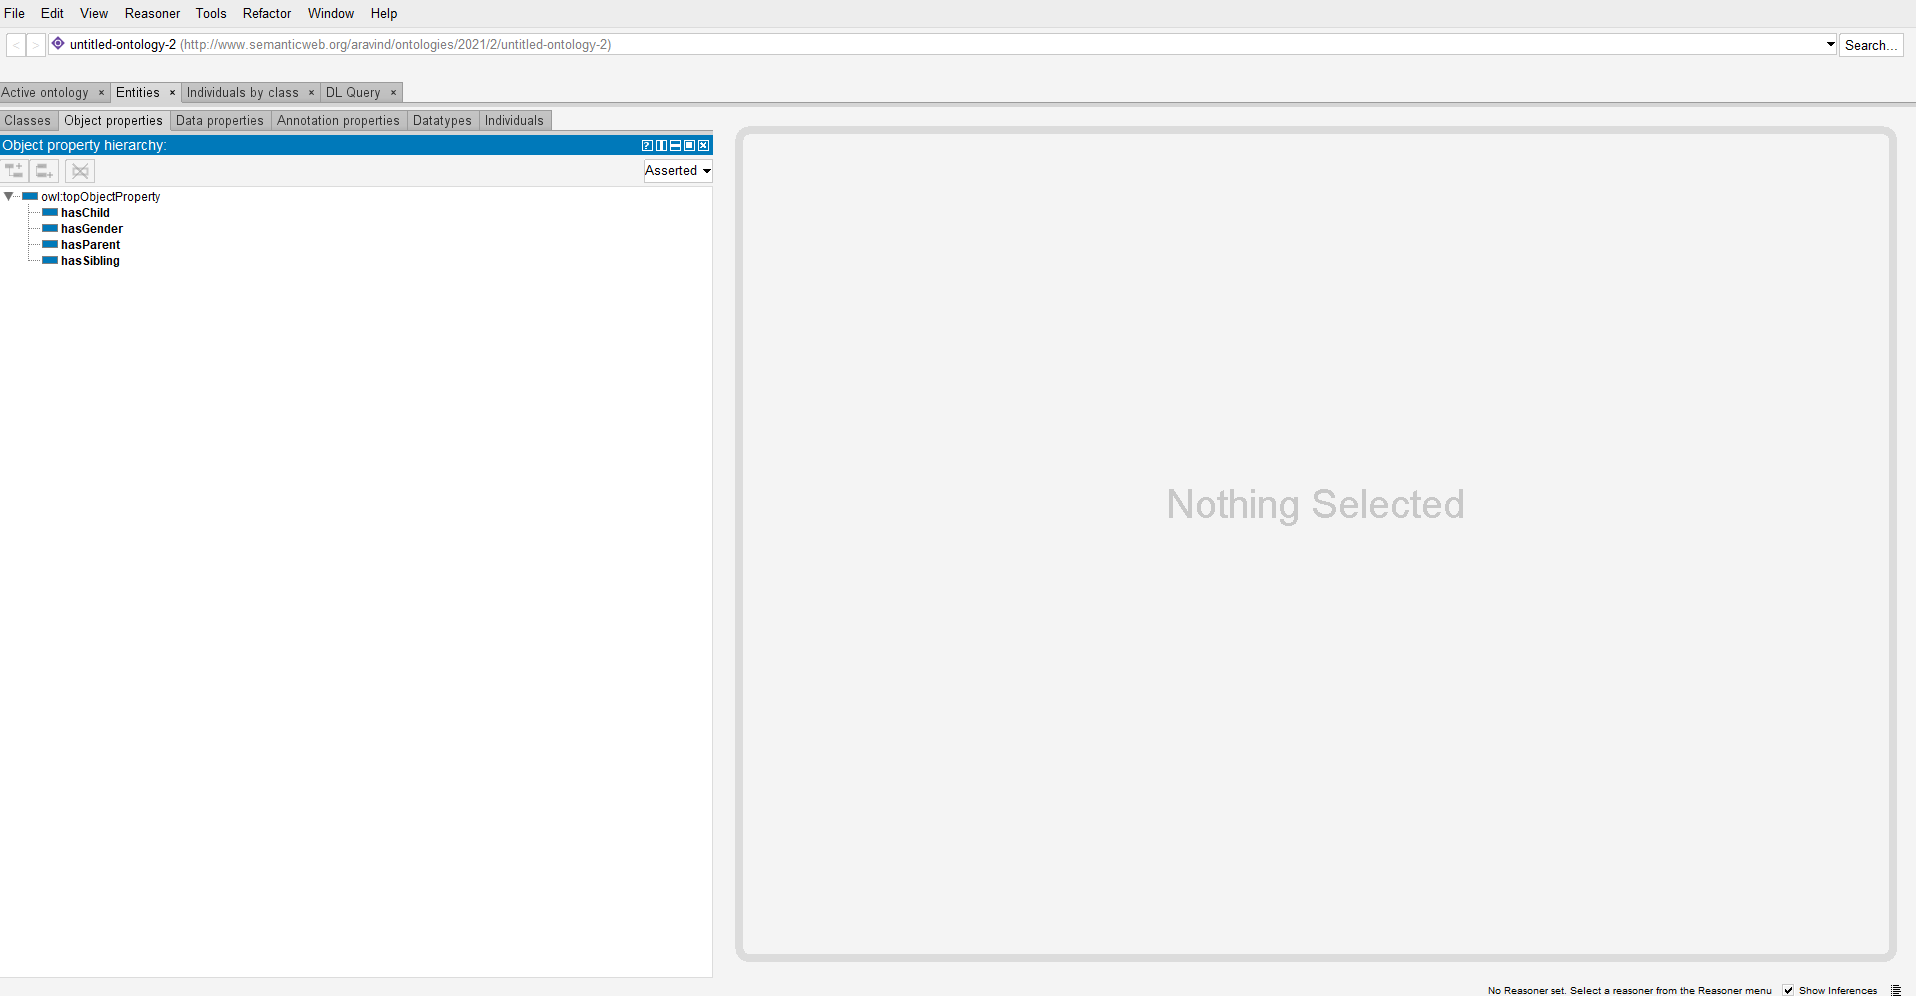 File Edit View Reasoner Tools Refactor Window Help
< > untitled-ontology-2 (http://www.semanticweb.org/aravind/ontologies/2021/2/untitled-ontology-2) Search...
Active ontology × Entities × Individuals by class × DL Query ×
Classes Object properties Data properties Annotation properties Datatypes Individuals
Object property hierarchy:
Asserted
owl:topObjectProperty
hasChild
hasGender
hasParent
hasSibling
Nothing Selected
No Reasoner set. Select a reasoner from the Reasoner menu Show Inferences